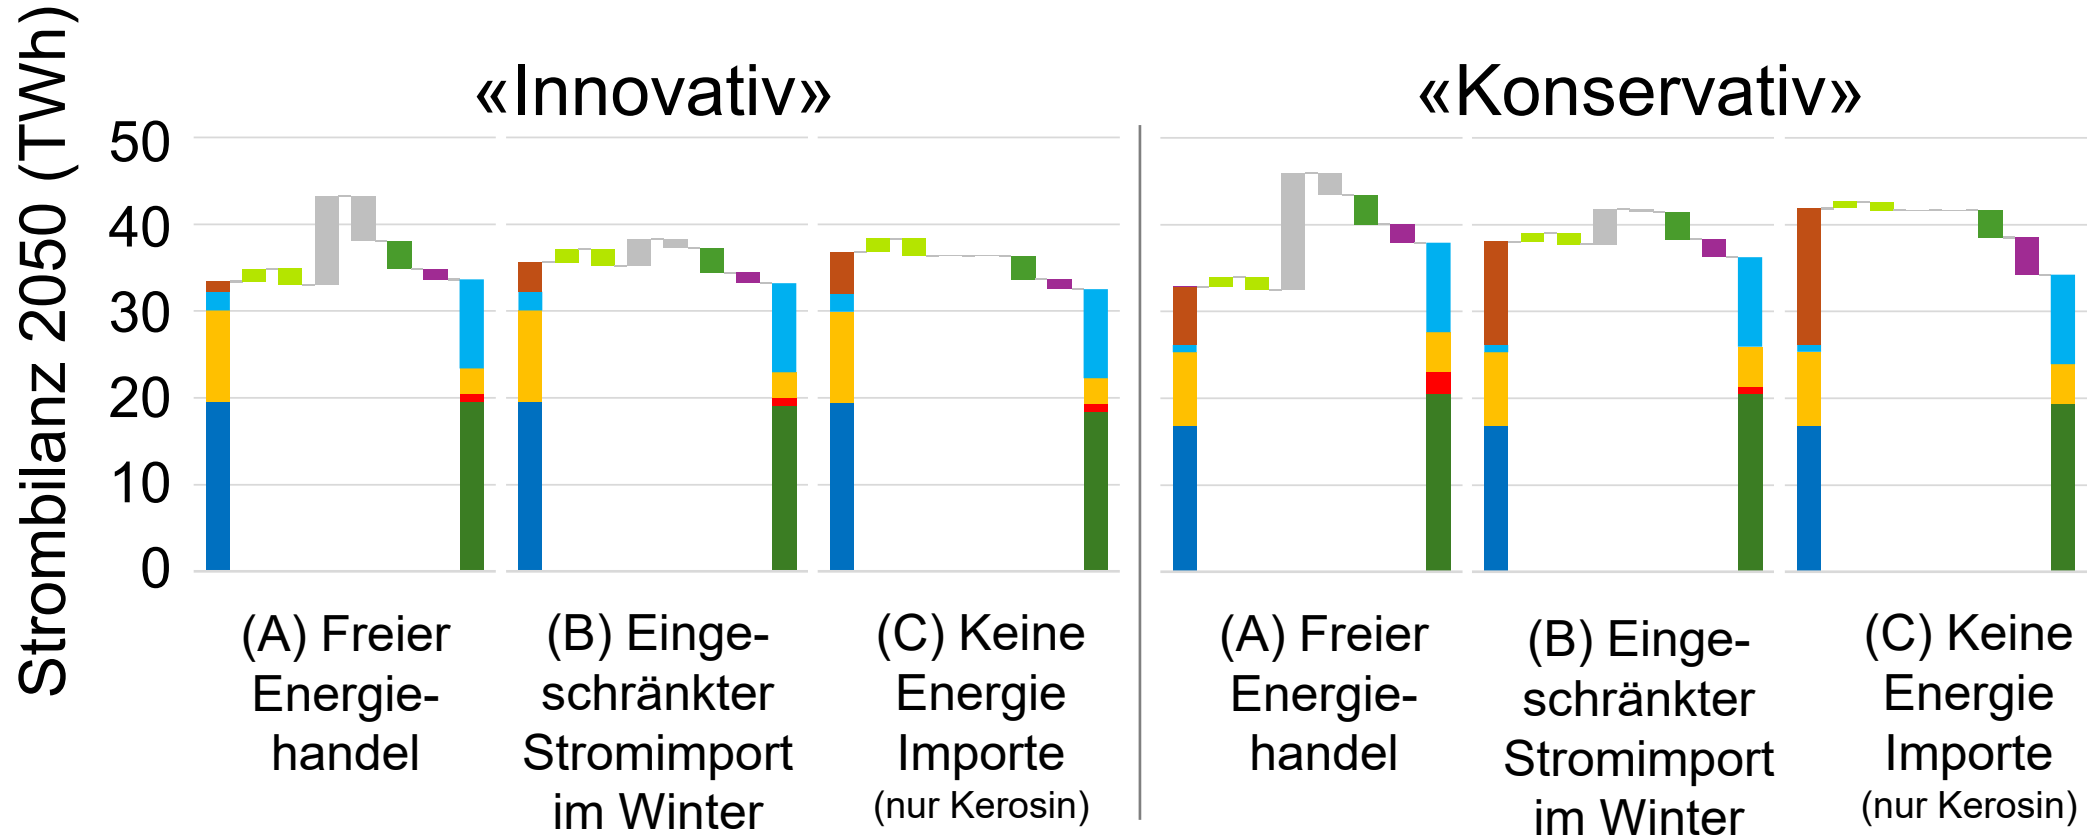 Strombilanz 2050 (TWh)
«Innovativ»
«Konservativ»
50
40
30
20
10
0
(A) Freier
Energie-
handel
(B) Einge-
schränkter
Stromimport
im Winter
(C) Keine
Energie
Importe
(nur Kerosin)
(A) Freier
Energie-
handel
(B) Einge-
schränkter
Stromimport
im Winter
(C) Keine
Energie
Importe
(nur Kerosin)